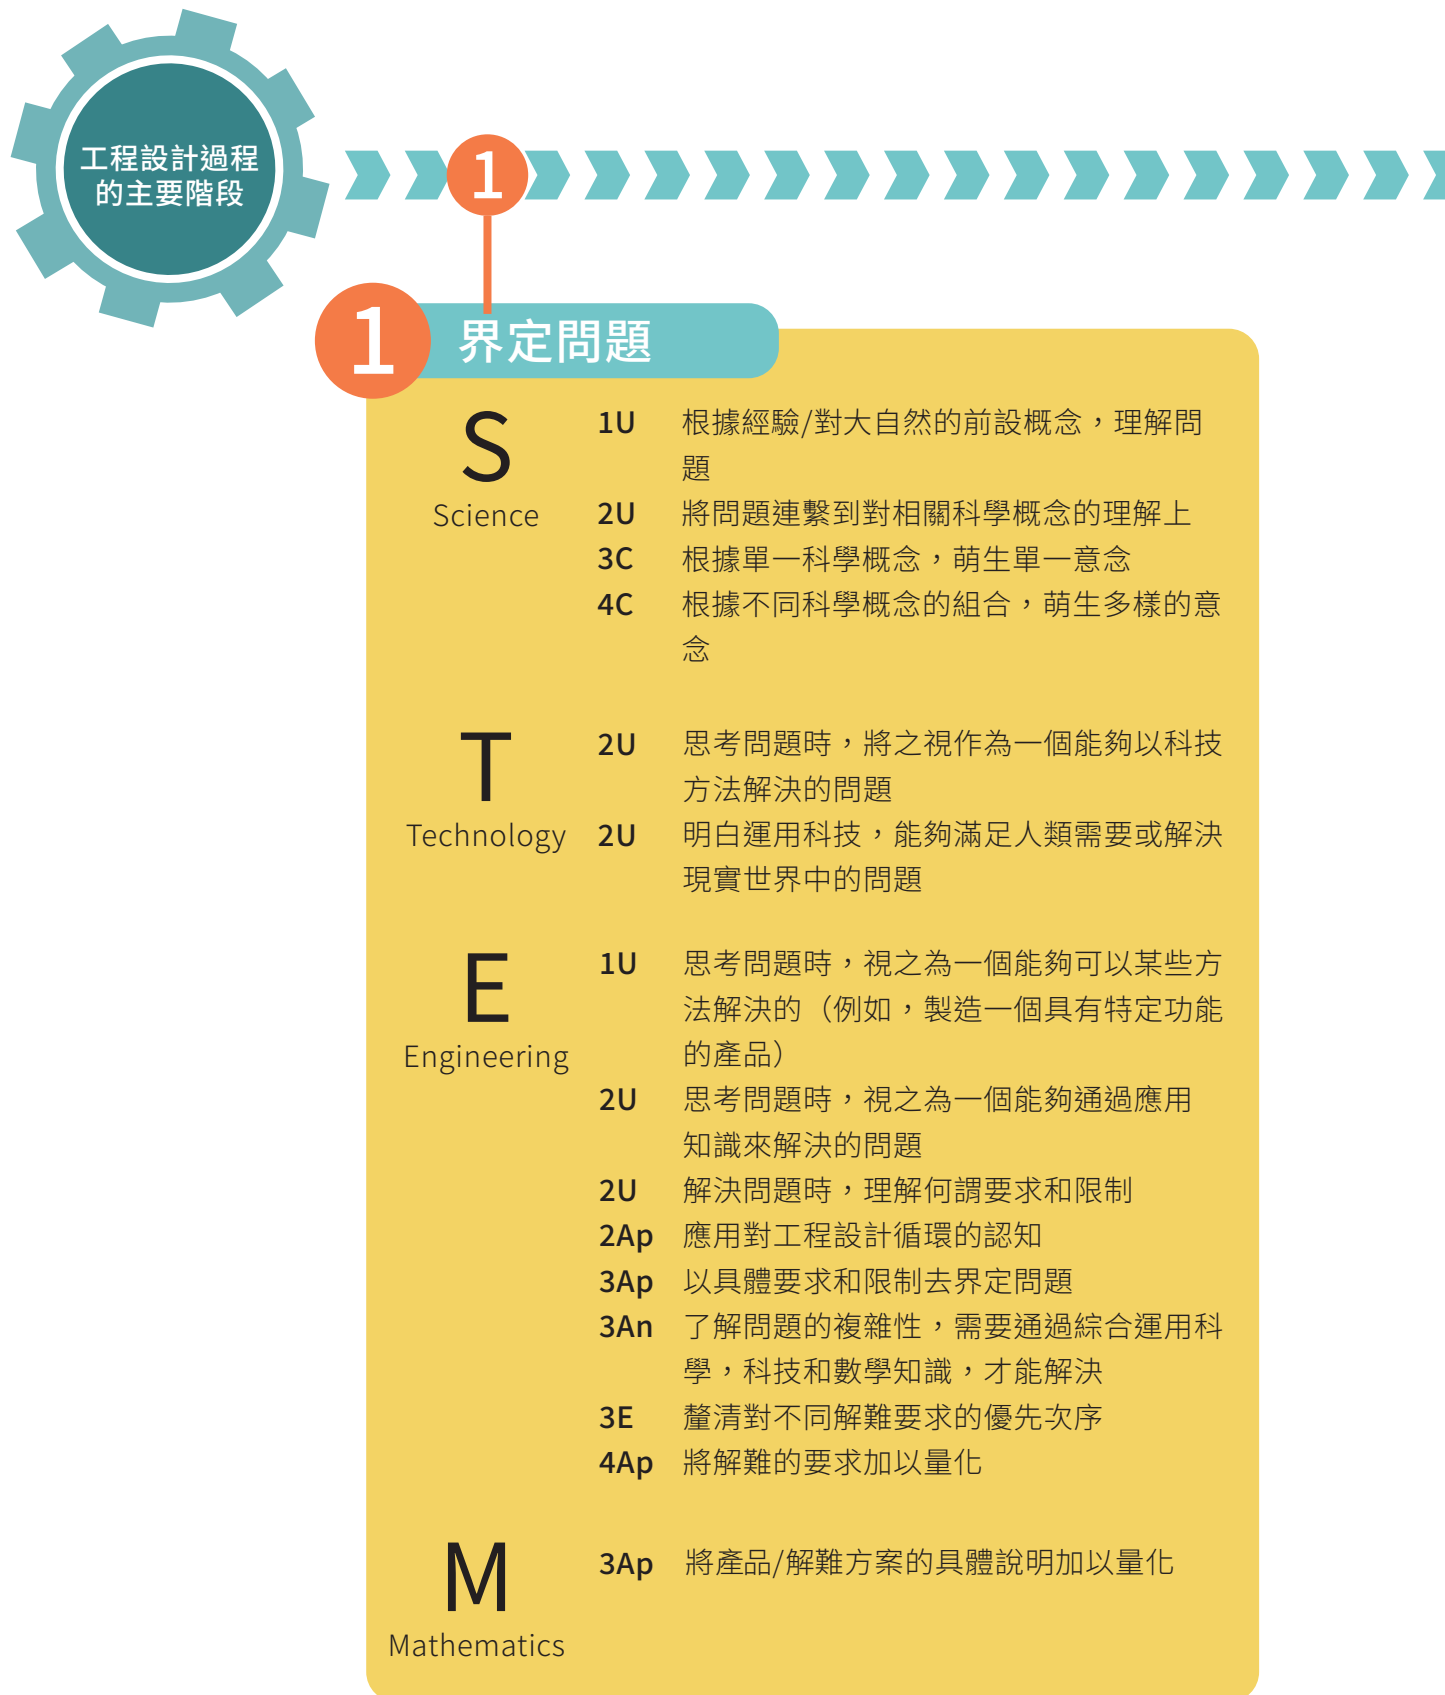 工程設計過程
的主要階段
1
1
界定問題
S
Science
1U 根據經驗/對大自然的前設概念，理解問
題
2U 將問題連繫到對相關科學概念的理解上
3C 根據單一科學概念，萌生單一意念
4C 根據不同科學概念的組合，萌生多樣的意
念
T
Technology
2U 思考問題時，將之視作為一個能夠以科技
方法解決的問題
2U 明白運用科技，能夠滿足人類需要或解決
現實世界中的問題
E
Engineering
1U 思考問題時，視之為一個能夠可以某些方
法解決的（例如，製造一個具有特定功能
的產品）
2U 思考問題時，視之為一個能夠通過應用
知識來解決的問題
2U 解決問題時，理解何謂要求和限制
2Ap 應用對工程設計循環的認知
3Ap 以具體要求和限制去界定問題
3An 了解問題的複雜性，需要通過綜合運用科
學，科技和數學知識，才能解決
3E 釐清對不同解難要求的優先次序
4Ap 將解難的要求加以量化
M
Mathematics
3Ap 將產品/解難方案的具體說明加以量化